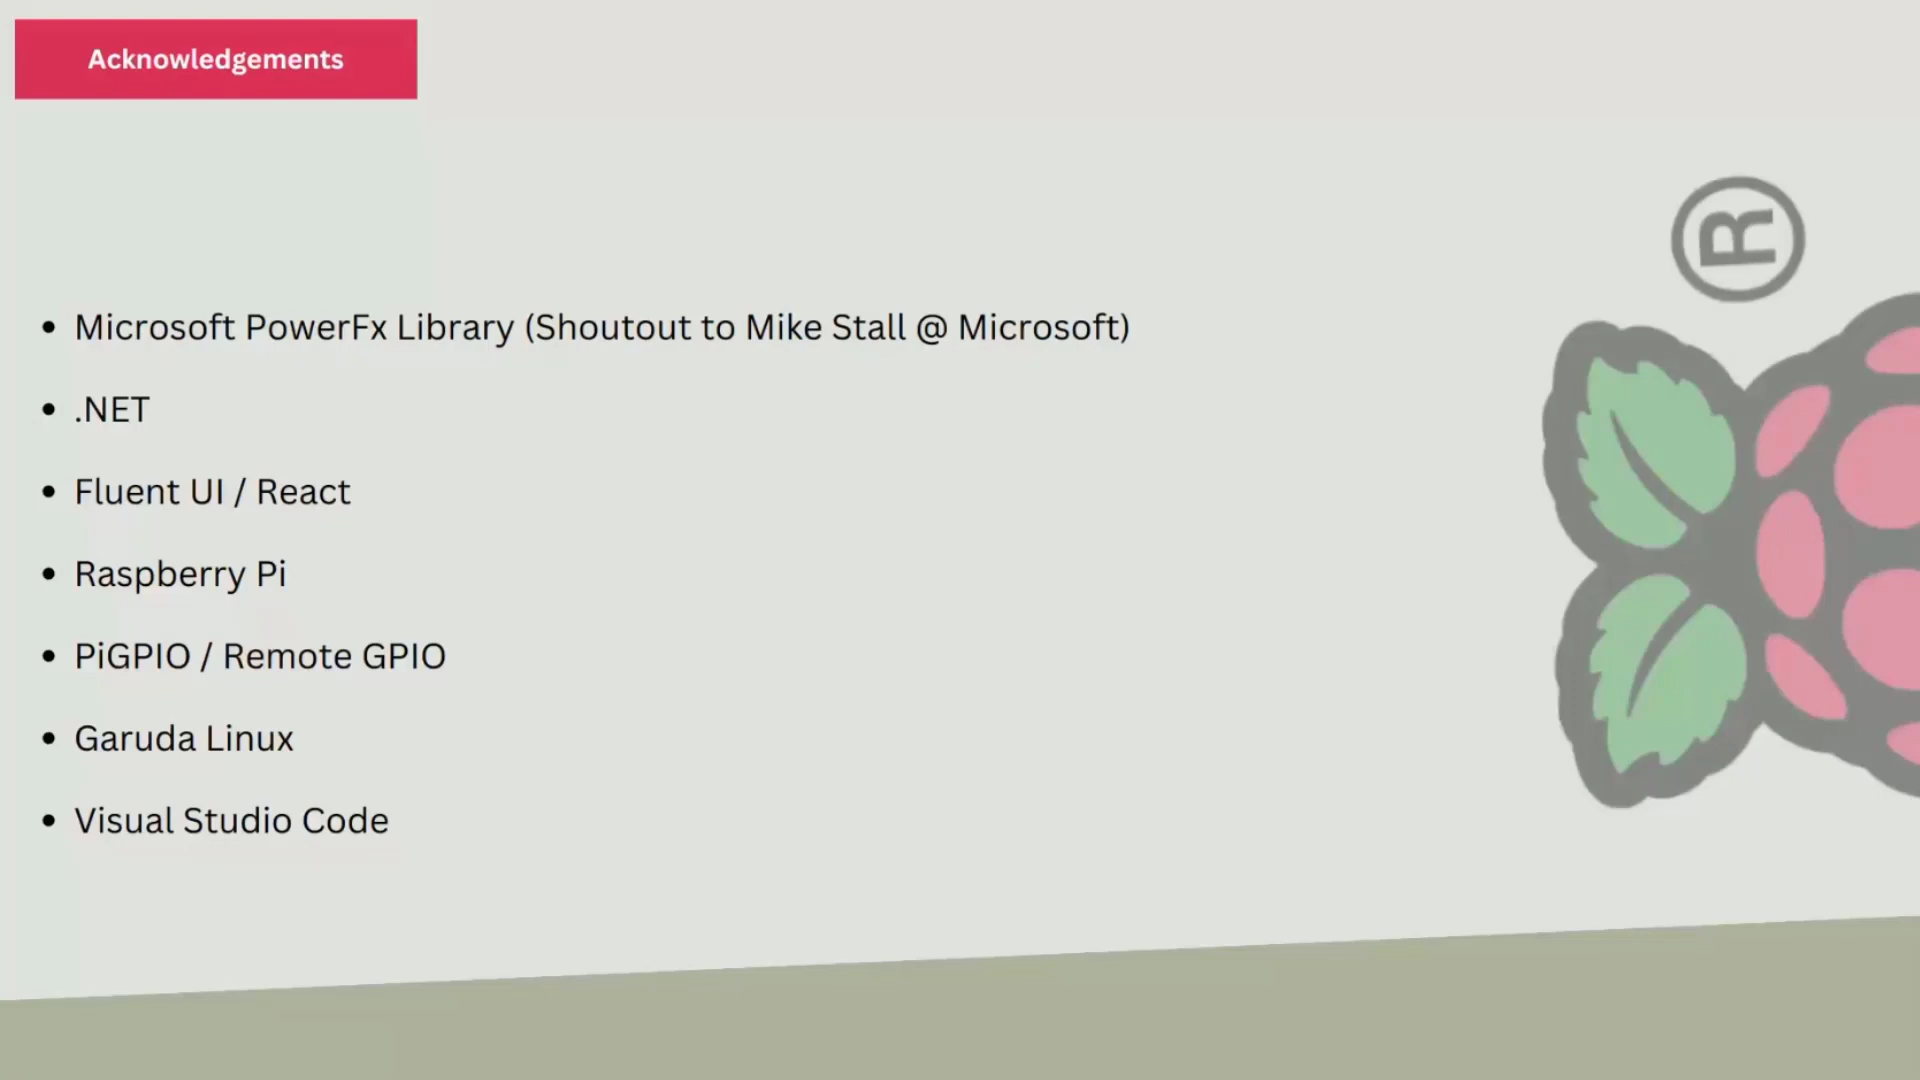 Acknowledgements
®
• Microsoft PowerFx Library (Shoutout to Mike Stall @ Microsoft)
• .NET
• Fluent UI / React
• Raspberry Pi
• PiGPIO / Remote GPIO
• Garuda Linux
• Visual Studio Code